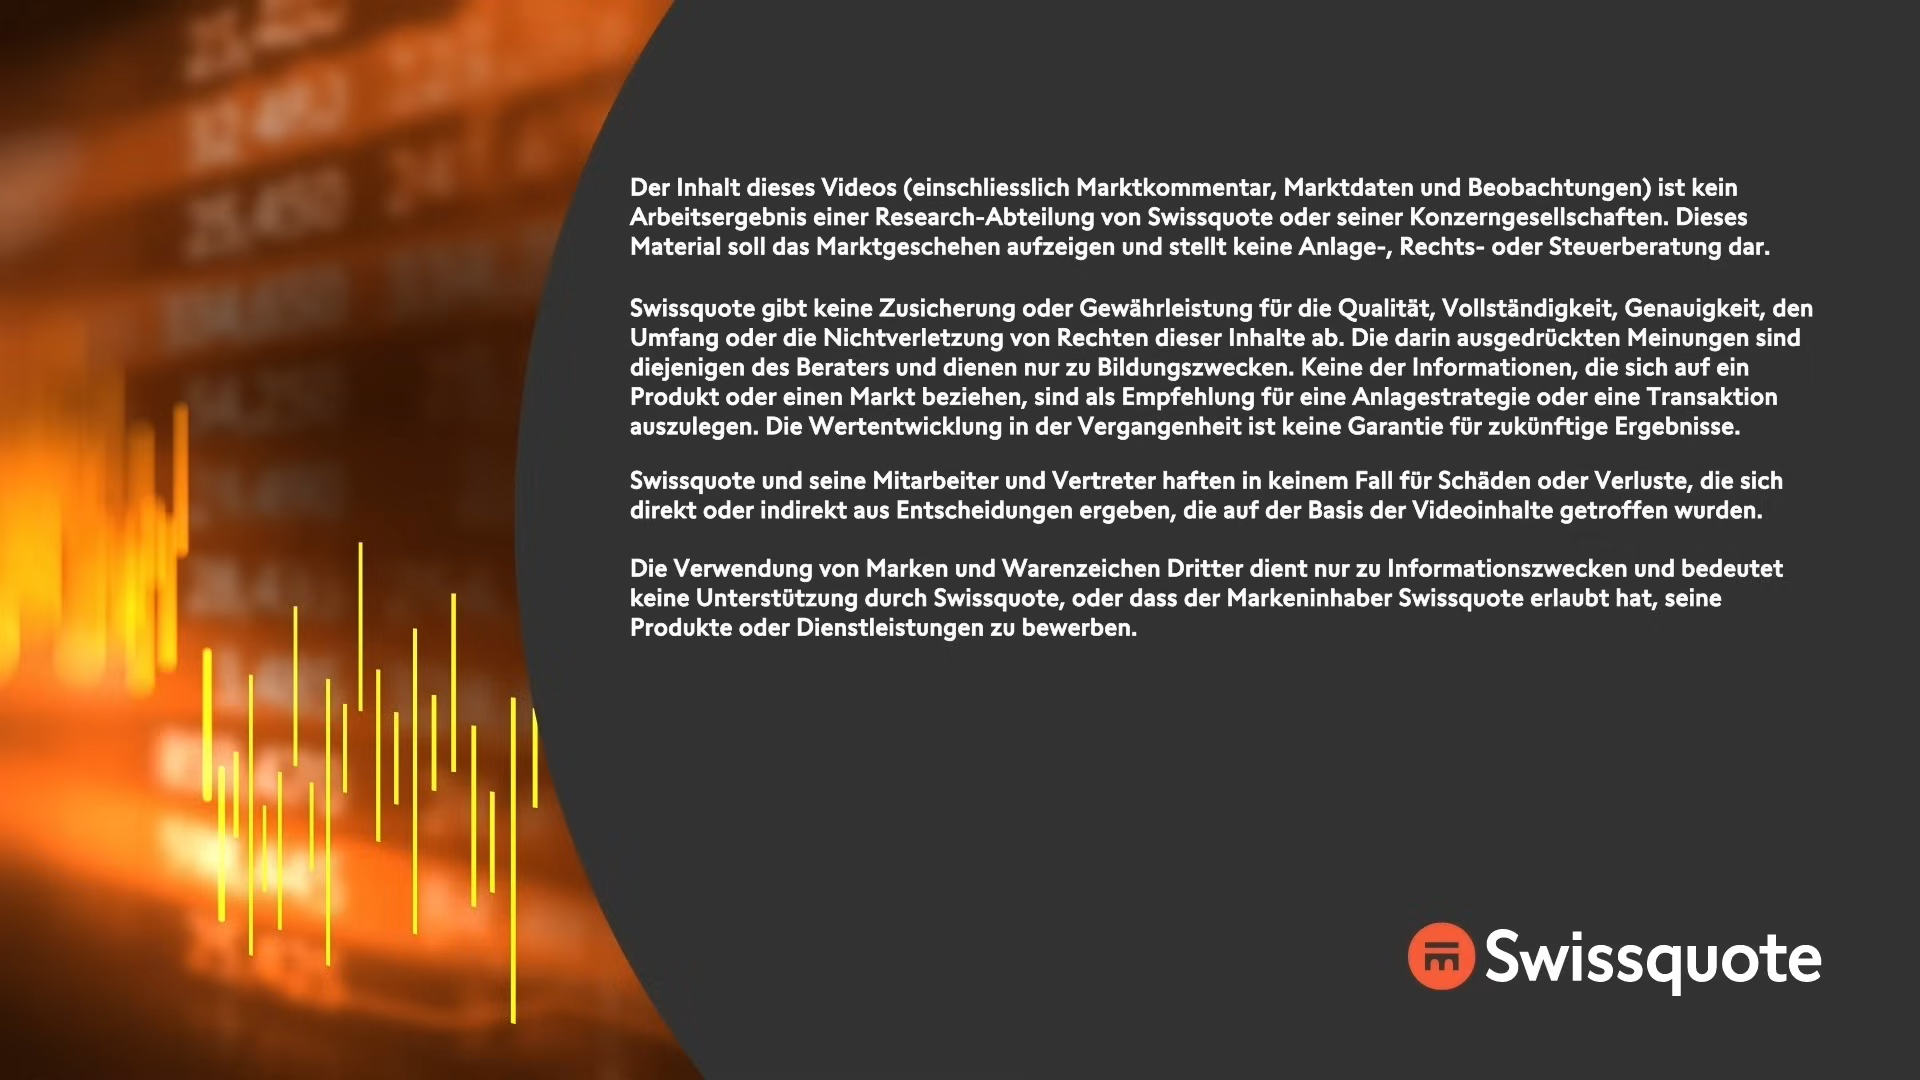 Der Inhalt dieses Videos (einschliesslich Marktkommentar, Marktdaten und Beobachtungen) ist kein
Arbeitsergebnis einer Research-Abteilung von Swissquote oder seiner Konzerngesellschaften. Dieses
Material soll das Marktgeschehen aufzeigen und stellt keine Anlage-, Rechts- oder Steuerberatung dar.
Swissquote gibt keine Zusicherung oder Gewährleistung für die Qualität, Vollständigkeit, Genauigkeit, den
Umfang oder die Nichtverletzung von Rechten dieser Inhalte ab. Die darin ausgedrückten Meinungen sind
diejenigen des Beraters und dienen nur zu Bildungszwecken. Keine der Informationen, die sich auf ein
Produkt oder einen Markt beziehen, sind als Empfehlung für eine Anlagestrategie oder eine Transaktion
auszulegen. Die Wertentwicklung in der Vergangenheit ist keine Garantie für zukünftige Ergebnisse.
Swissquote und seine Mitarbeiter und Vertreter haften in keinem Fall für Schäden oder Verluste, die sich
direkt oder indirekt aus Entscheidungen ergeben, die auf der Basis der Videoinhalte getroffen wurden.
Die Verwendung von Marken und Warenzeichen Dritter dient nur zu Informationszwecken und bedeutet
keine Unterstützung durch Swissquote, oder dass der Markeninhaber Swissquote erlaubt hat, seine
Produkte oder Dienstleistungen zu bewerben.
Swissquote